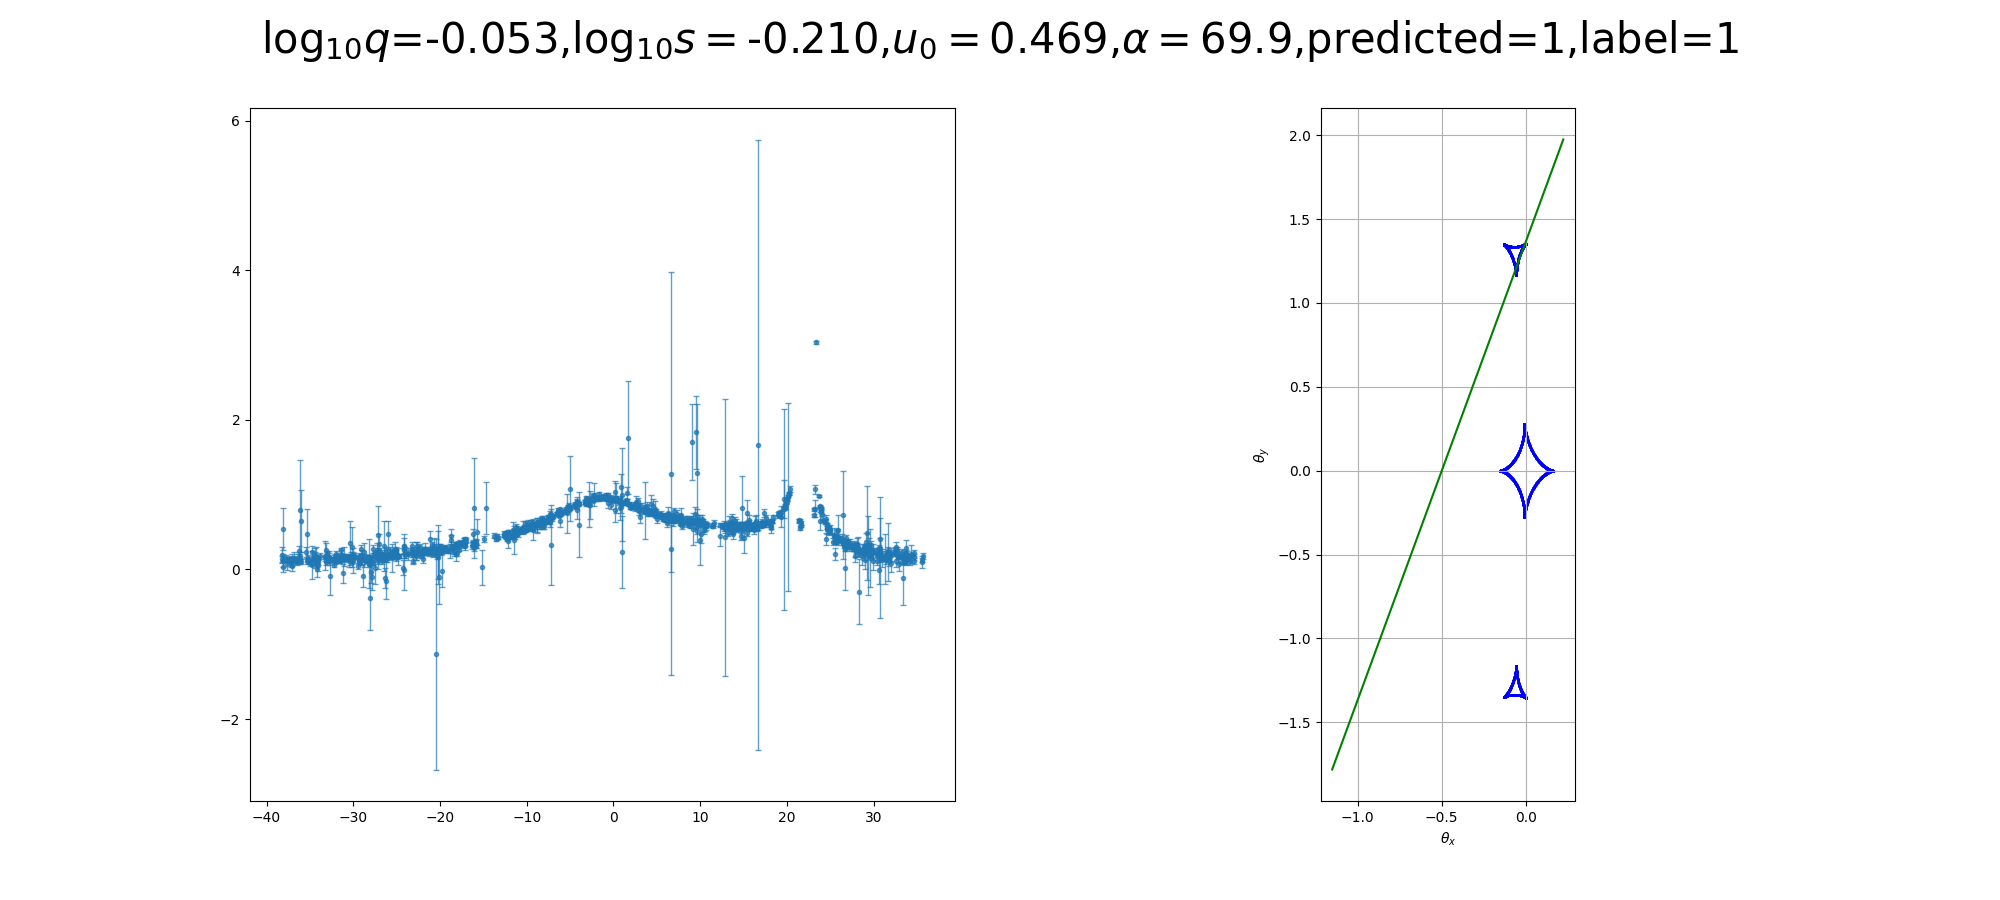 log₁₀q=-0.053,log₁₀s = -0.210,u₀ = 0.469,α = 69.9,predicted=1,label=1
6
4
2
0
−2
−40 −30 −20 −10 0 10 20 30
2.0
1.5
1.0
0.5
0.0
−0.5
−1.0
−1.5
θy
−1.0 −0.5 0.0
θx